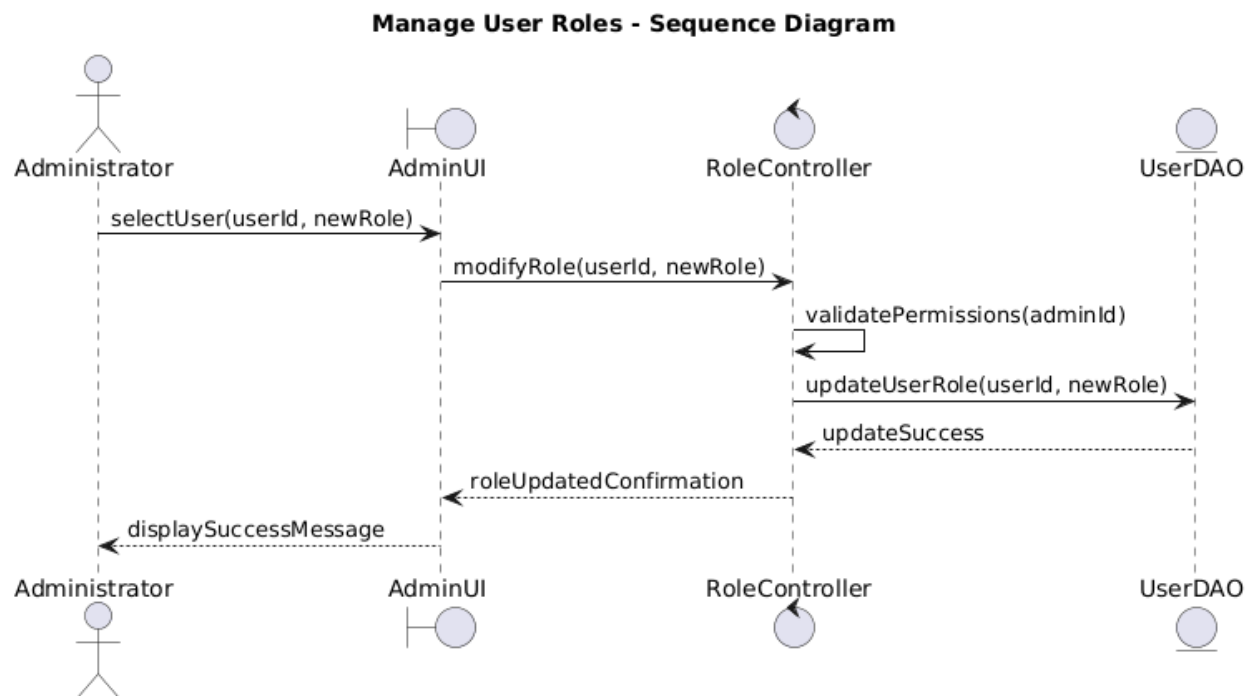 Manage User Roles - Sequence Diagram
Administrator AdminUI RoleController UserDAO
selectUser(userId, newRole)
modifyRole(userId, newRole)
validatePermissions(adminId)
updateUserRole(userId, newRole)
updateSuccess
roleUpdatedConfirmation
displaySuccessMessage
Administrator AdminUI RoleController UserDAO